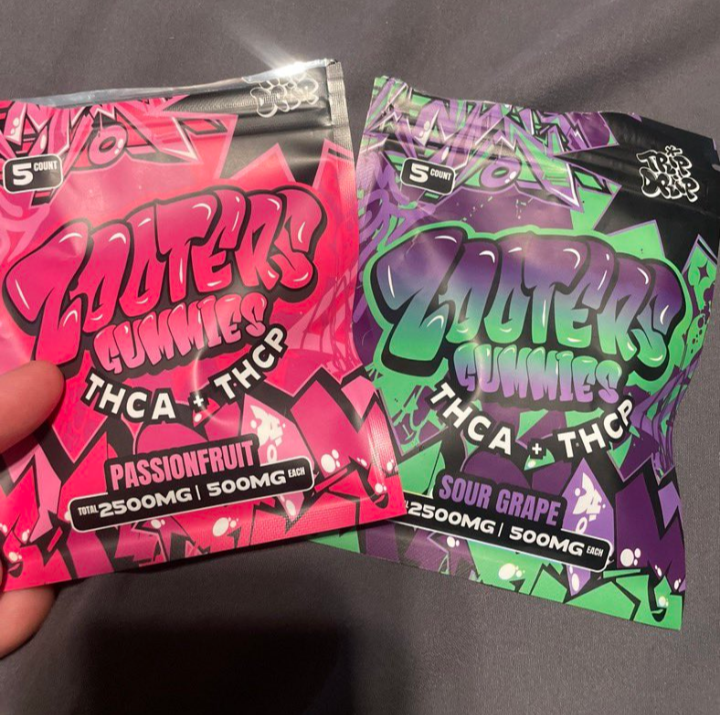 5 COUNT
ZOOTERS
GUMMIES
THCA + THCP
PASSIONFRUIT
TOTAL 2500MG | 500MG EACH
TRIP
DRIP
5 COUNT
ZOOTERS
GUMMIES
THCA + THCP
SOUR GRAPE
2500MG | 500MG EACH